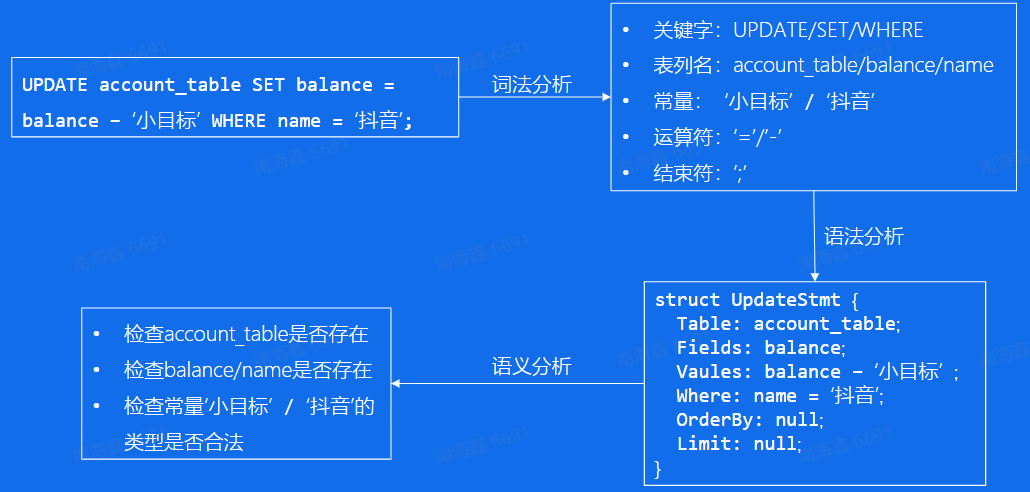 UPDATE account_table SET balance =
balance – ‘小目标’ WHERE name = ‘抖音’;
词法分析
• 关键字：UPDATE/SET/WHERE
• 表列名：account_table/balance/name
• 常量：‘小目标’ / ‘抖音’
• 运算符：’=’/’-’
• 结束符：’;’
语法分析
struct UpdateStmt {
Table: account_table;
Fields: balance;
Vaules: balance – ‘小目标’ ;
Where: name = ‘抖音’;
OrderBy: null;
Limit: null;
}
语义分析
• 检查account_table是否存在
• 检查balance/name是否存在
• 检查常量‘小目标’ / ‘抖音’的
类型是否合法